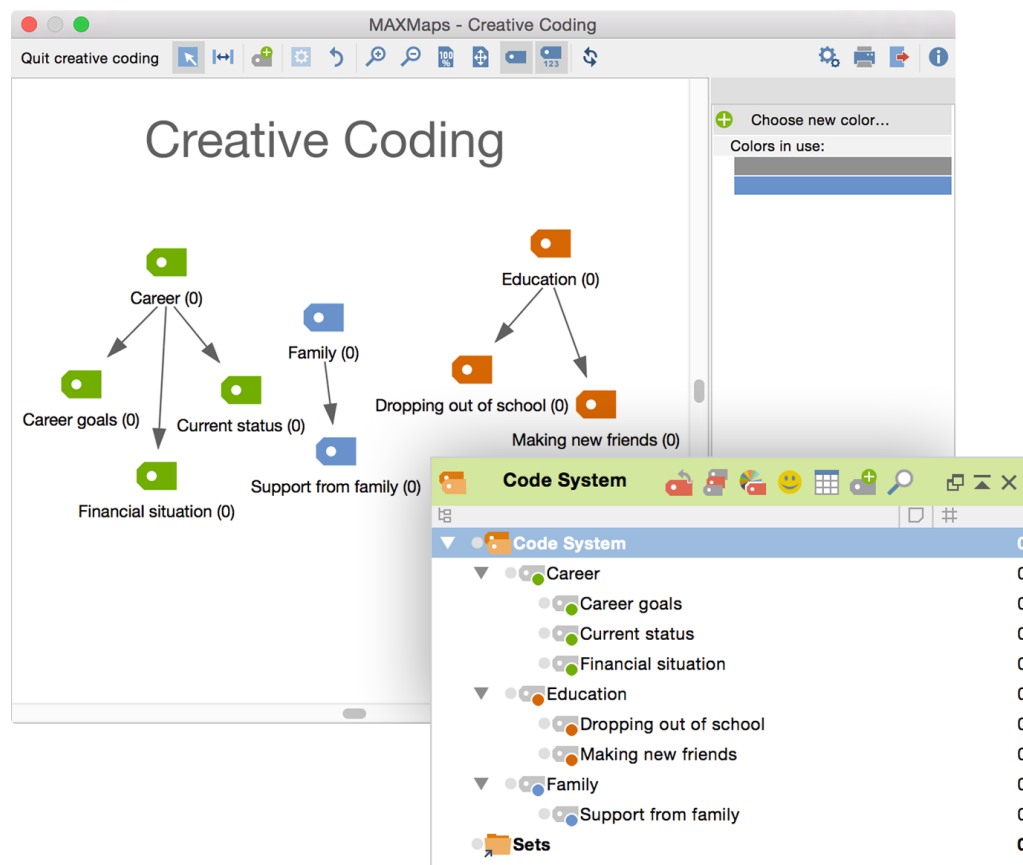 MAXMaps - Creative Coding
Quit creative coding
100 %
123
Choose new color...
Colors in use:
Creative Coding
Education (0)
Career (0)
Family (0)
Dropping out of school (0)
Career goals (0)
Current status (0)
Making new friends (0)
Support from family (0)
Financial situation (0)
Code System
Code System
Career
Career goals
Current status
Financial situation
Education
Dropping out of school
Making new friends
Family
Support from family
Sets